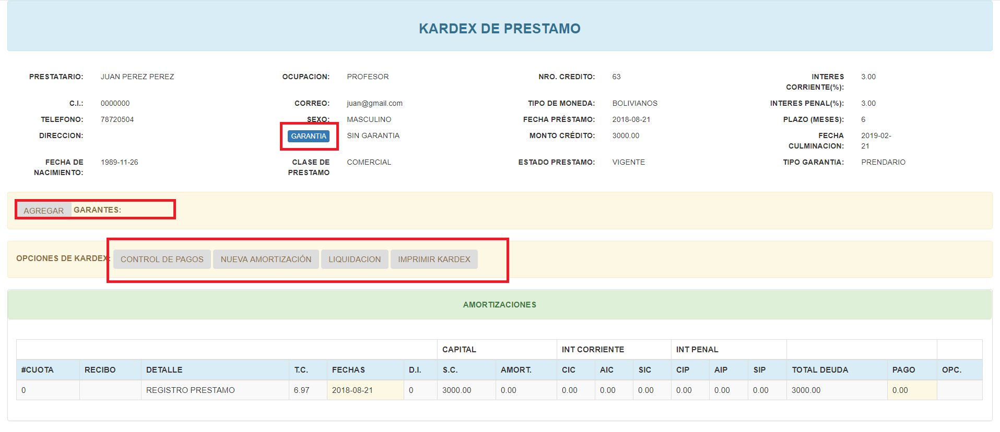 KARDEX DE PRESTAMO
PRESTATARIO: JUAN PEREZ PEREZ OCUPACION: PROFESOR NRO. CREDITO: 63 INTERES CORRIENTE(%): 3.00
C.I.: 0000000 CORREO: juan@gmail.com TIPO DE MONEDA: BOLIVIANOS INTERES PENAL(%): 3.00
TELEFONO: 78720504 SEXO: MASCULINO FECHA PRÉSTAMO: 2018-08-21 PLAZO (MESES): 6
DIRECCION: GARANTIA SIN GARANTIA MONTO CRÉDITO: 3000.00 FECHA CULMINACION: 2019-02-21
FECHA DE NACIMIENTO: 1989-11-26 CLASE DE PRESTAMO COMERCIAL ESTADO PRESTAMO: VIGENTE TIPO GARANTIA: PRENDARIO
AGREGAR GARANTES:
OPCIONES DE KARDEX: CONTROL DE PAGOS NUEVA AMORTIZACIÓN LIQUIDACION IMPRIMIR KARDEX
AMORTIZACIONES
CAPITAL INT CORRIENTE INT PENAL
#CUOTA RECIBO DETALLE T.C. FECHAS D.I. S.C. AMORT. CIC AIC SIC CIP AIP SIP TOTAL DEUDA PAGO OPC.
0 REGISTRO PRESTAMO 6.97 2018-08-21 0 3000.00 0.00 0.00 0.00 0.00 0.00 0.00 0.00 3000.00 0.00